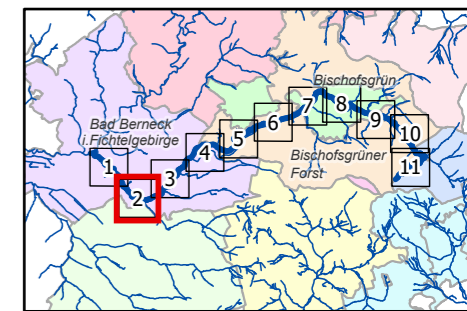 Bischofsgrün
Bad Berneck
i.Fichtelgebirge
Bischofsgrüner
Forst
1
2
3
4
5
6
7
8
9
10
11